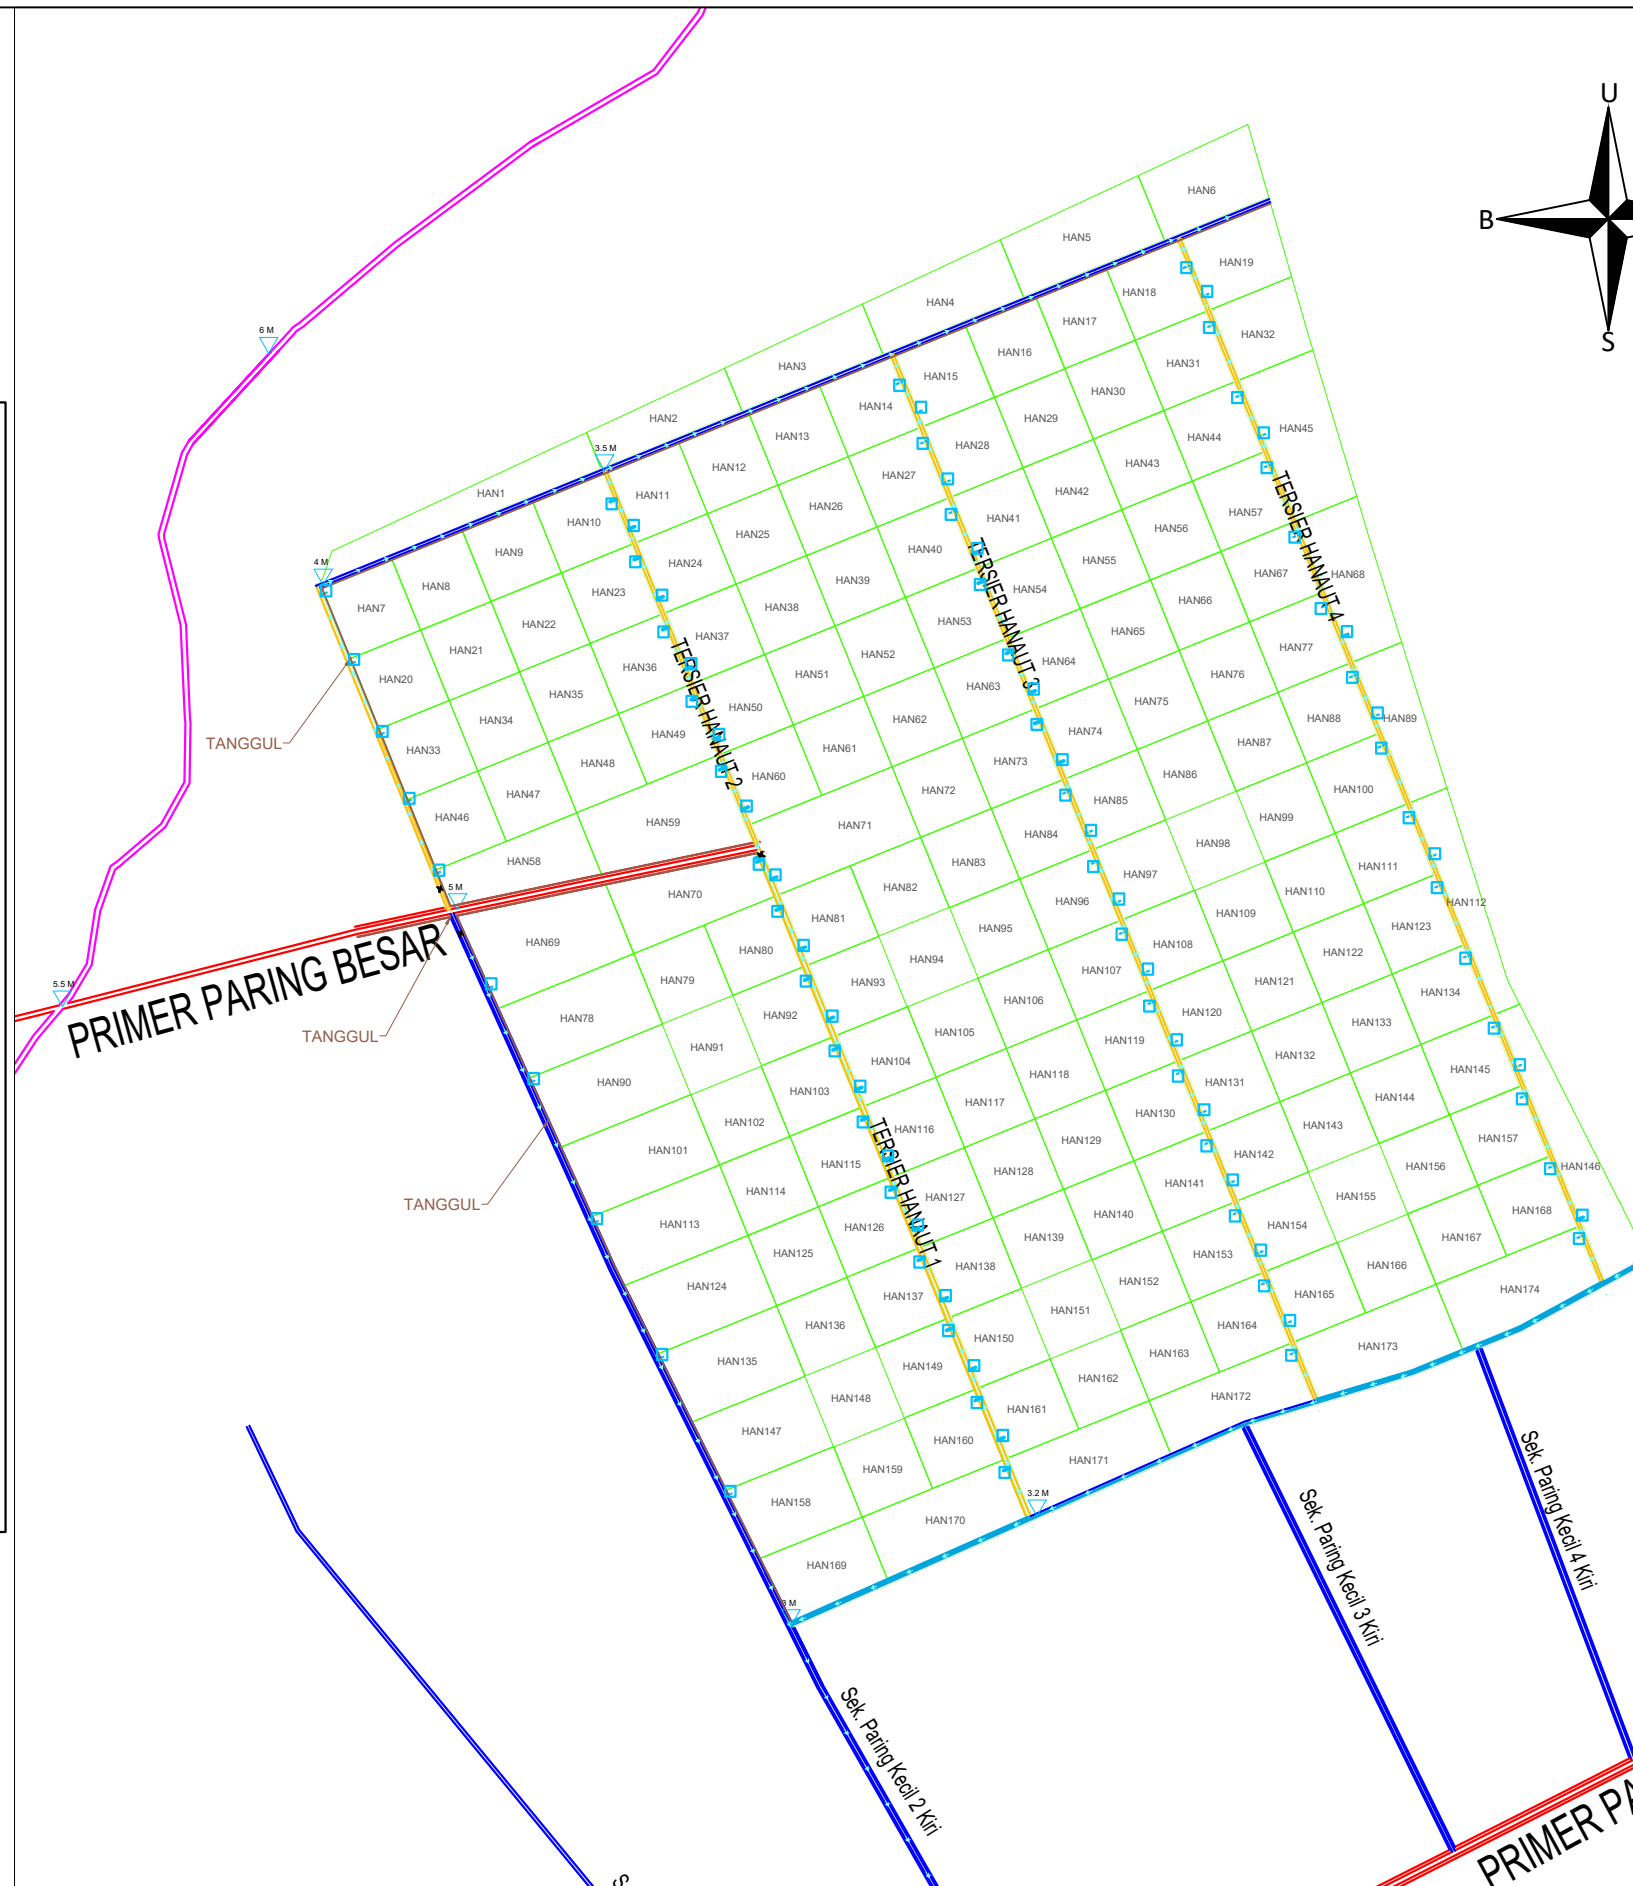 U
B
S
6 M
HAN6
HAN5
HAN19
HAN4
HAN18
HAN17
HAN32
HAN3
HAN16
HAN31
HAN15
HAN30
HAN14
HAN29
HAN45
HAN2
HAN13
HAN44
3.5 M
HAN28
HAN12
HAN27
HAN43
HAN1
HAN11
HAN42
HAN26
HAN57
HAN10
HAN41
HAN56
HAN25
TERSIER HANAUT 4
HAN9
HAN40
HAN55
HAN24
HAN67
HAN68
4 M
HAN39
HAN8
HAN54
HAN23
HAN66
HAN7
HAN38
HAN53
HAN22
HAN65
TERSIER HANAUT 3
HAN37
HAN77
HAN21
HAN52
HAN64
HAN36
HAN76
HAN20
HAN51
HAN63
HAN35
HAN75
HAN50
TERSIER HANAUT 2
HAN34
HAN62
HAN88
HAN89
HAN49
HAN74
TANGGUL
HAN33
HAN61
HAN87
HAN48
HAN73
HAN60
HAN86
HAN47
HAN72
HAN100
HAN85
HAN46
HAN59
HAN71
HAN99
HAN84
HAN98
HAN58
HAN83
HAN111
HAN97
5 M
HAN70
HAN82
HAN110
HAN96
HAN112
HAN81
HAN109
HAN123
HAN95
HAN69
HAN80
HAN108
HAN122
PRIMER PARING BESAR
HAN94
HAN107
HAN79
HAN93
HAN121
5.5 M
HAN134
HAN106
HAN92
HAN120
HAN78
HAN133
HAN105
HAN119
TANGGUL
HAN91
HAN132
HAN104
HAN118
HAN145
HAN90
HAN131
HAN103
HAN144
HAN117
HAN130
HAN102
HAN143
HAN116
HAN129
HAN157
TERSIER HANAUT 1
HAN101
HAN142
HAN115
HAN156
HAN146
HAN128
HAN141
HAN114
HAN155
TANGGUL
HAN127
HAN168
HAN113
HAN140
HAN154
HAN126
HAN167
HAN139
HAN125
HAN153
HAN166
HAN138
HAN124
HAN152
HAN174
HAN137
HAN165
HAN151
HAN136
HAN164
HAN150
HAN173
HAN135
HAN163
HAN149
HAN162
HAN148
HAN172
HAN161
HAN147
HAN160
HAN171
HAN159
3.2 M
HAN158
HAN170
HAN169
3 M
Sek. Paring Kecil 4 Kiri
Sek. Paring Kecil 3 Kiri
Sek. Paring Kecil 2 Kiri
PRIMER PA
S